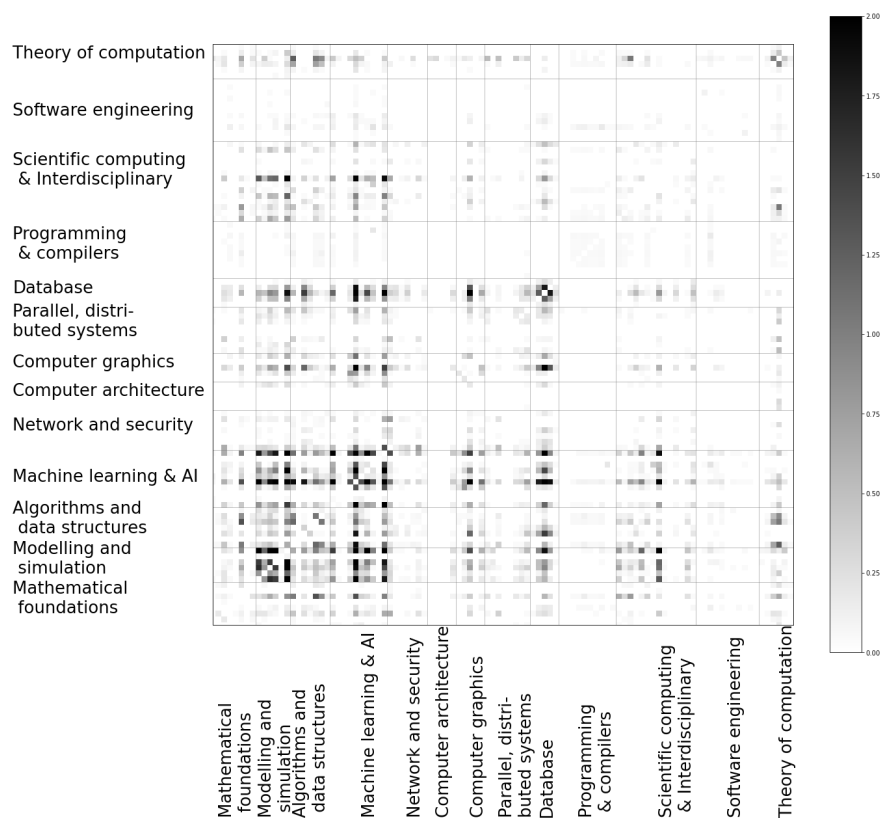 Theory of computation
Software engineering
Scientific computing
& Interdisciplinary
Programming
& compilers
Database
Parallel, distri-
buted systems
Computer graphics
Computer architecture
Network and security
Machine learning & AI
Algorithms and
data structures
Modelling and
simulation
Mathematical
foundations
2.00
1.75
1.50
1.25
1.00
0.75
0.50
0.25
0.00
Mathematical
foundations
Modelling and
simulation
Algorithms and
data structures
Machine learning & AI
Network and security
Computer architecture
Computer graphics
Parallel, distri-
buted systems
Database
Programming
& compilers
Scientific computing
& Interdisciplinary
Software engineering
Theory of computation